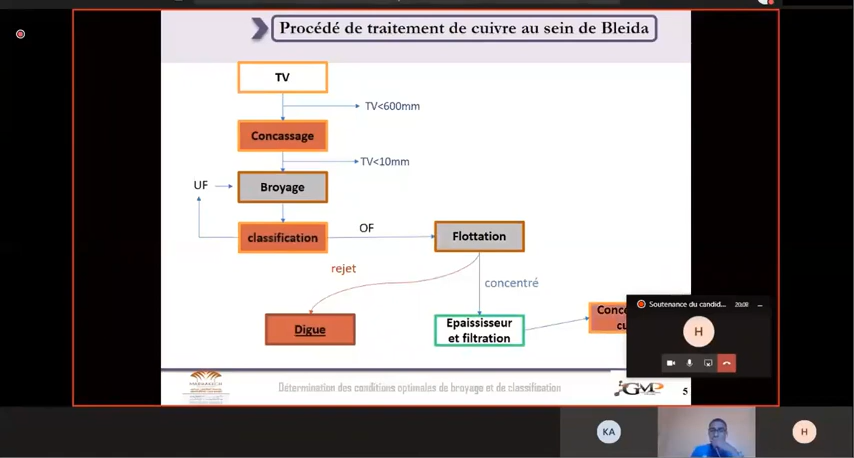 Procédé de traitement de cuivre au sein de Bleida
TV
TV<600mm
Concassage
TV<10mm
UF
Broyage
classification
OF
Flottation
rejet
concentré
Digue
Epaississeur
et filtration
Soutenance du candid... 20:08
H
Détermination des conditions optimales de broyage et de classification
GMP
5
KA
H